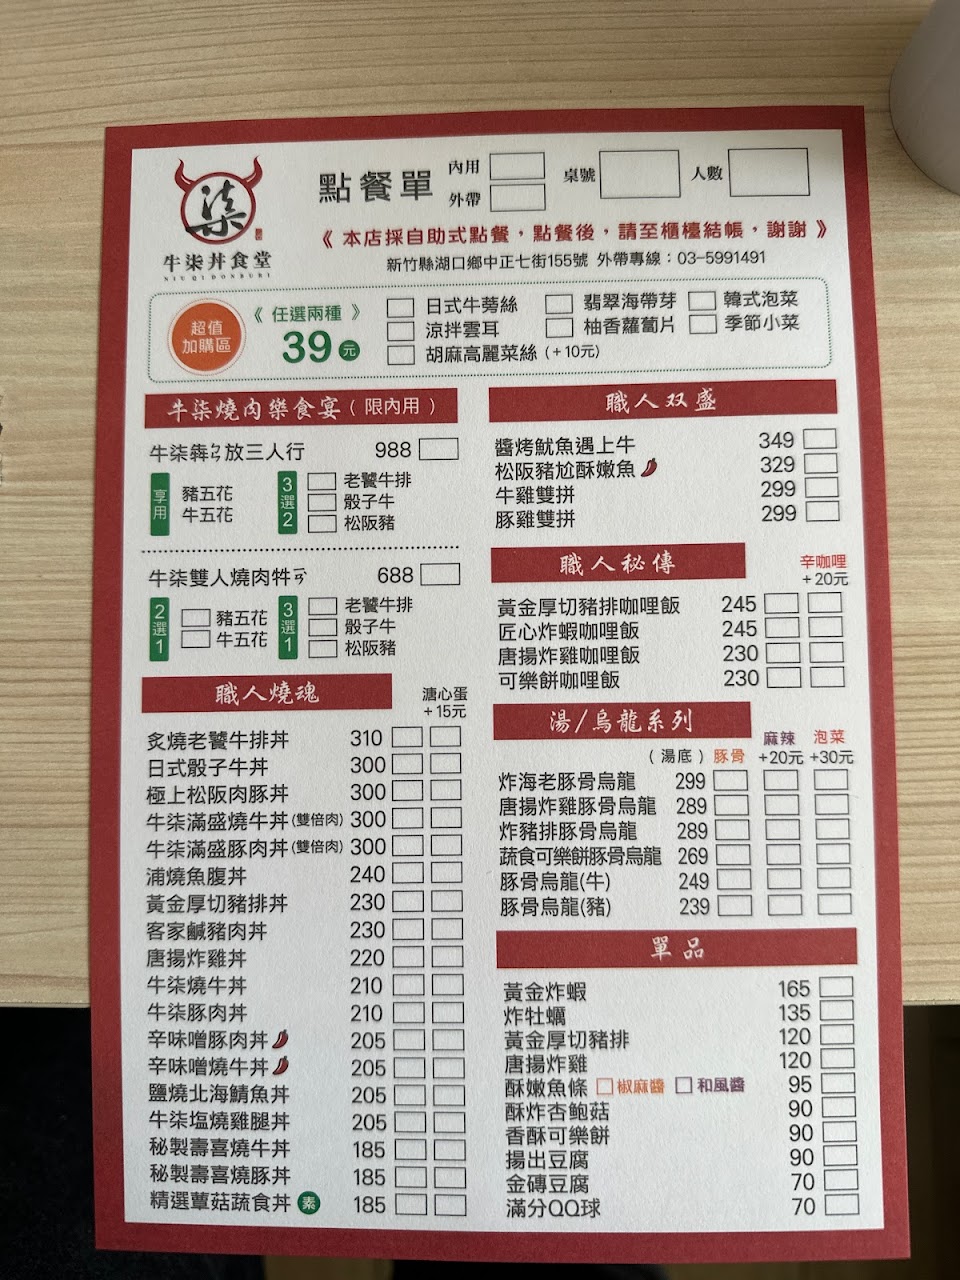 柒
牛柒丼食堂
NIU QI DONBURI
點餐單
內用
外帶
桌號
人數
《 本店採自助式點餐，點餐後，請至櫃檯結帳，謝謝 》
新竹縣湖口鄉中正七街155號 外帶專線：03-5991491
超值
加購區
《 任選兩種 》
39元
日式牛蒡絲
翡翠海帶芽
韓式泡菜
涼拌雲耳
柚香蘿蔔片
季節小菜
胡麻高麗菜絲 (+10元)
牛柒燒肉樂食宴（限內用）
牛柒犇ㄅㄣ放三人行 988
享用
豬五花
牛五花
3選2
老饕牛排
骰子牛
松阪豬
牛柒雙人燒肉牪ㄢˋ 688
2選1
豬五花
牛五花
3選1
老饕牛排
骰子牛
松阪豬
職人燒魂
溏心蛋
+15元
炙燒老饕牛排丼 310
日式骰子牛丼 300
極上松阪肉豚丼 300
牛柒滿盛燒牛丼(雙倍肉) 300
牛柒滿盛豚肉丼(雙倍肉) 300
浦燒魚腹丼 240
黃金厚切豬排丼 230
客家鹹豬肉丼 230
唐揚炸雞丼 220
牛柒燒牛丼 210
牛柒豚肉丼 210
辛味噌豚肉丼 205
辛味噌燒牛丼 205
鹽燒北海鯖魚丼 205
牛柒塩燒雞腿丼 205
秘製壽喜燒牛丼 185
秘製壽喜燒豚丼 185
精選蕈菇蔬食丼 素 185
職人双盛
醬烤魷魚遇上牛 349
松阪豬尬酥嫩魚 329
牛雞雙拼 299
豚雞雙拼 299
職人秘傳
辛咖哩
+20元
黃金厚切豬排咖哩飯 245
匠心炸蝦咖哩飯 245
唐揚炸雞咖哩飯 230
可樂餅咖哩飯 230
湯/烏龍系列
（湯底）豚骨
麻辣
+20元
泡菜
+30元
炸海老豚骨烏龍 299
唐揚炸雞豚骨烏龍 289
炸豬排豚骨烏龍 289
蔬食可樂餅豚骨烏龍 269
豚骨烏龍(牛) 249
豚骨烏龍(豬) 239
單品
黃金炸蝦 165
炸牡蠣 135
黃金厚切豬排 120
唐揚炸雞 120
酥嫩魚條 椒麻醬 和風醬 95
酥炸杏鮑菇 90
香酥可樂餅 90
揚出豆腐 90
金磚豆腐 70
滿分QQ球 70